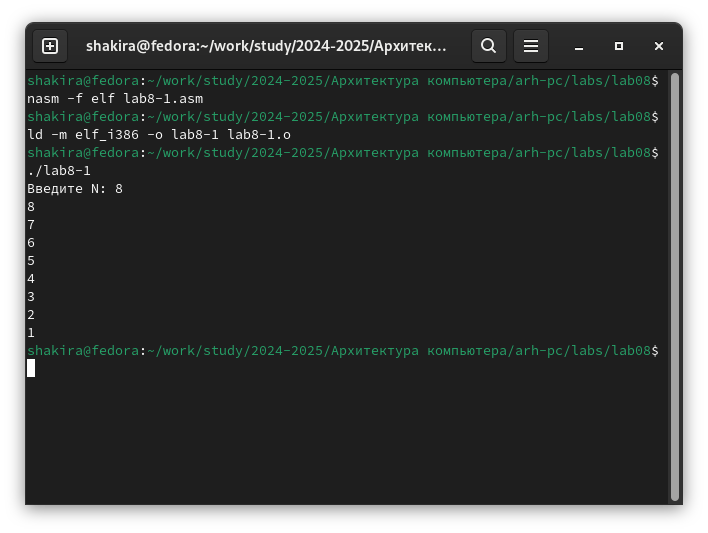 shakira@fedora:~/work/study/2024-2025/Архитек...
shakira@fedora:~/work/study/2024-2025/Архитектура компьютера/arh-pc/labs/lab08$
nasm -f elf lab8-1.asm
shakira@fedora:~/work/study/2024-2025/Архитектура компьютера/arh-pc/labs/lab08$
ld -m elf_i386 -o lab8-1 lab8-1.o
shakira@fedora:~/work/study/2024-2025/Архитектура компьютера/arh-pc/labs/lab08$
./lab8-1
Введите N: 8
8
7
6
5
4
3
2
1
shakira@fedora:~/work/study/2024-2025/Архитектура компьютера/arh-pc/labs/lab08$